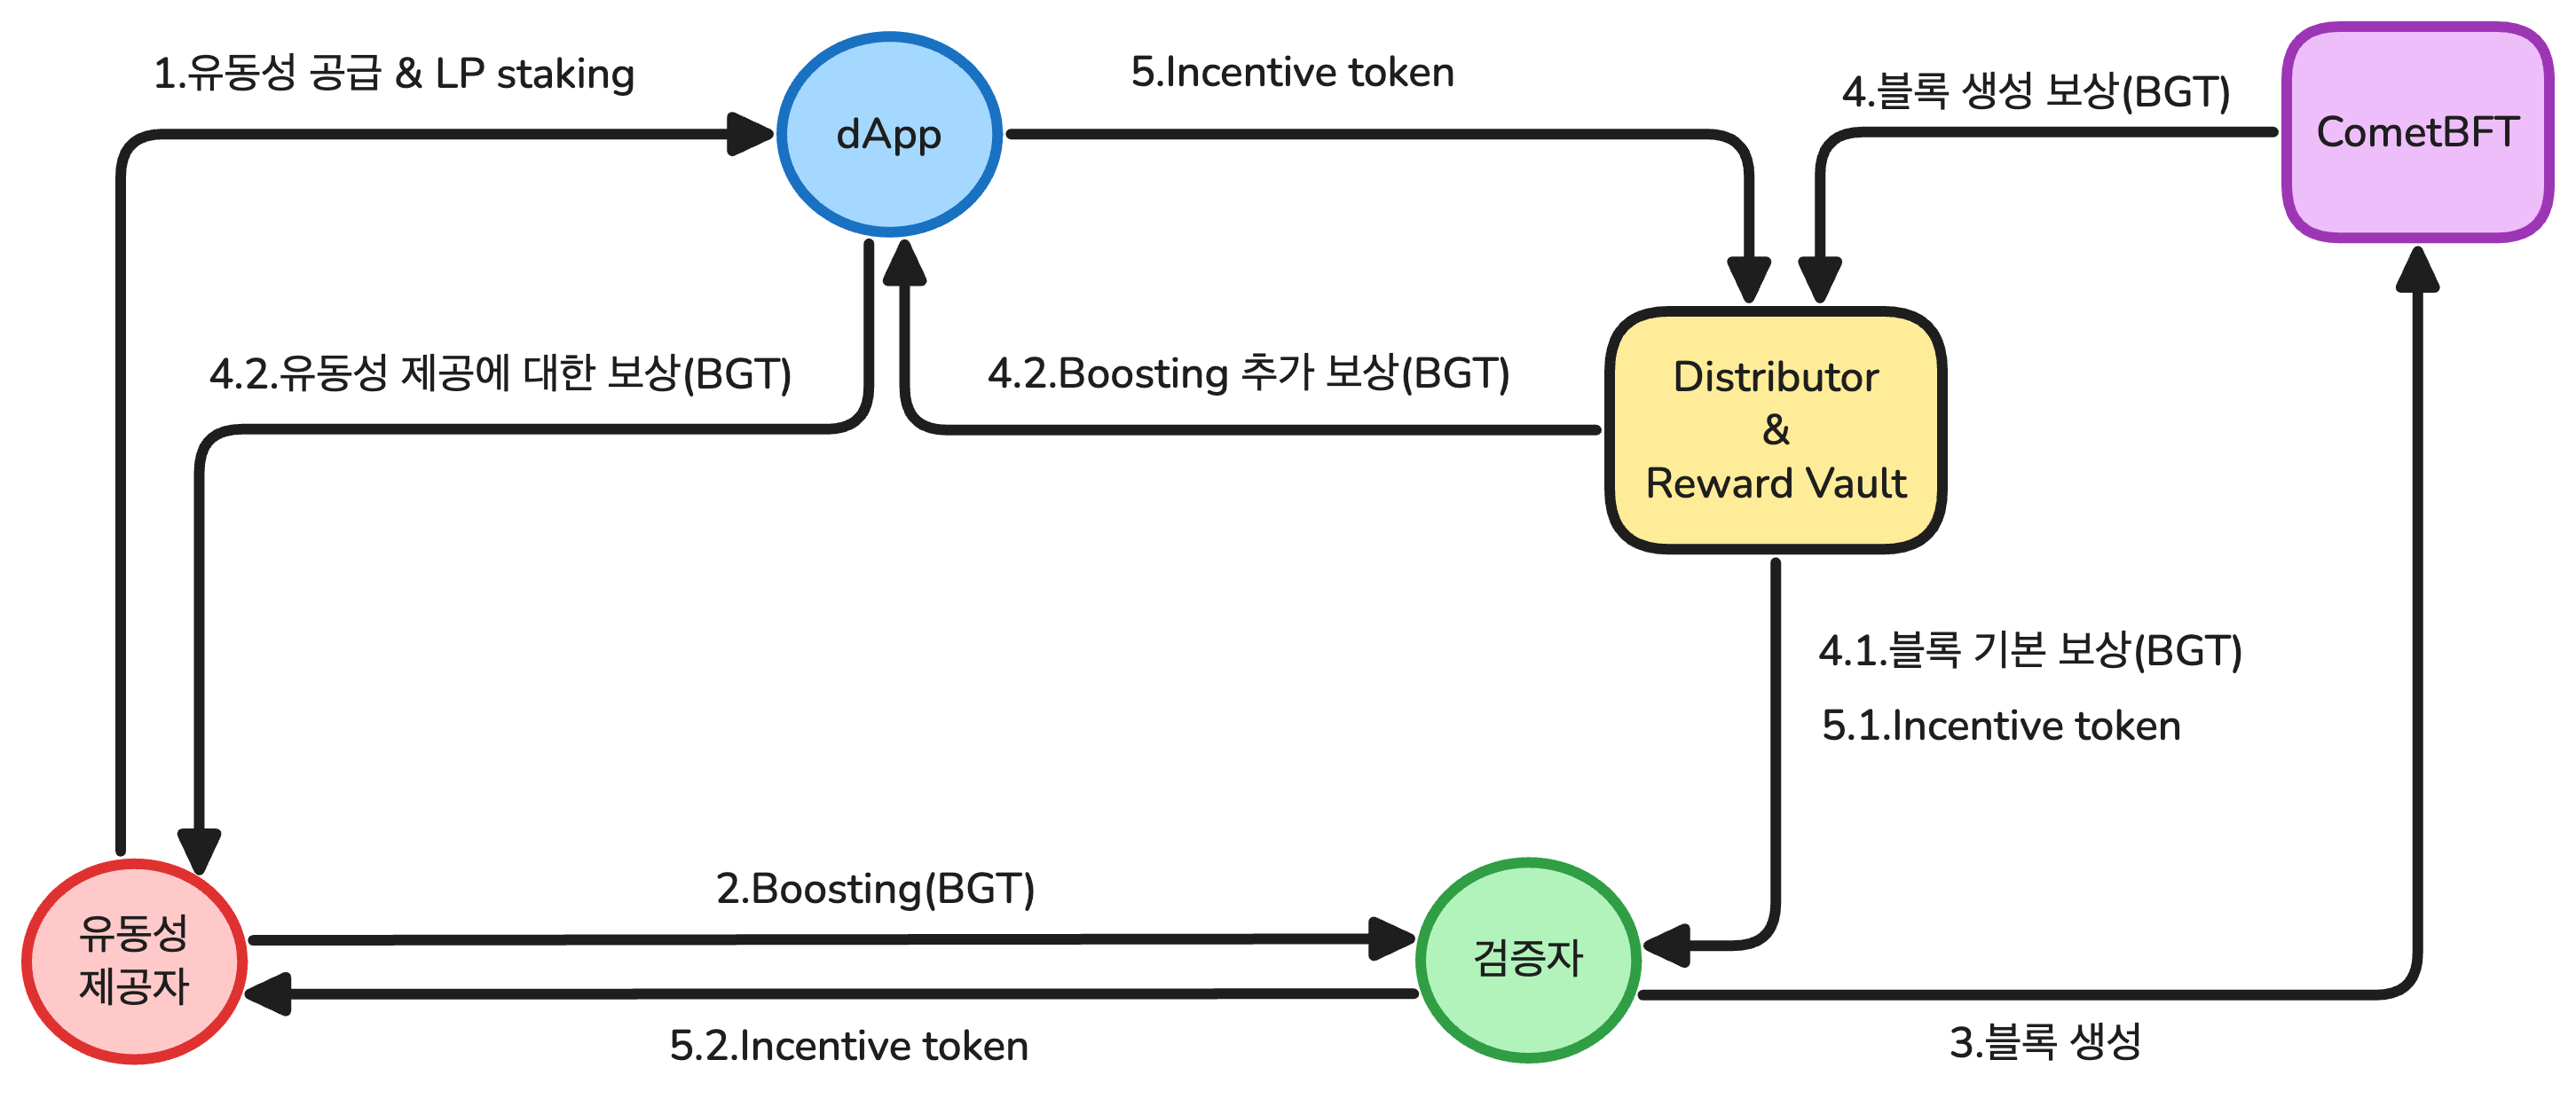 1.유동성 공급 & LP staking
dApp
5.Incentive token
4.블록 생성 보상(BGT)
CometBFT
4.2.유동성 제공에 대한 보상(BGT)
4.2.Boosting 추가 보상(BGT)
Distributor
&
Reward Vault
4.1.블록 기본 보상(BGT)
5.1.Incentive token
2.Boosting(BGT)
유동성
제공자
검증자
5.2.Incentive token
3.블록 생성